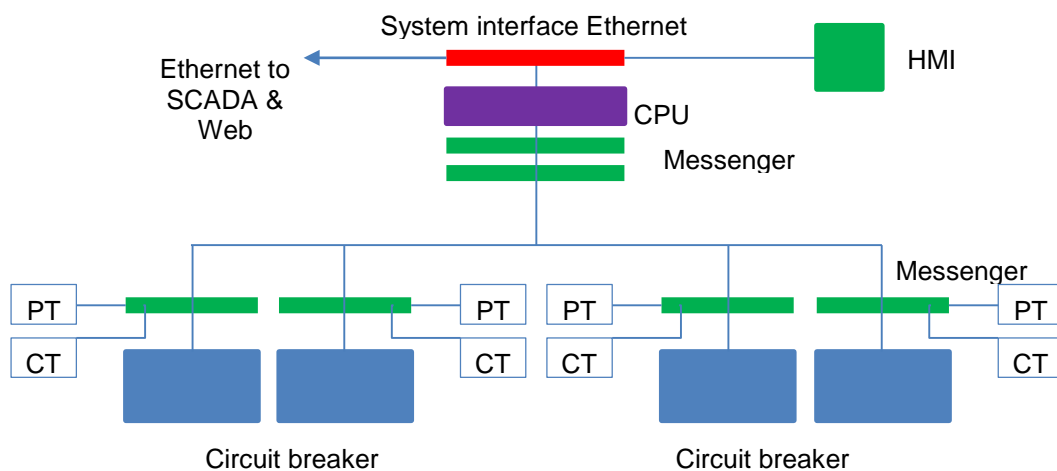 System interface Ethernet
Ethernet to
SCADA &
Web
HMI
CPU
Messenger
Messenger
PT
PT
PT
PT
CT
CT
CT
CT
Circuit breaker
Circuit breaker